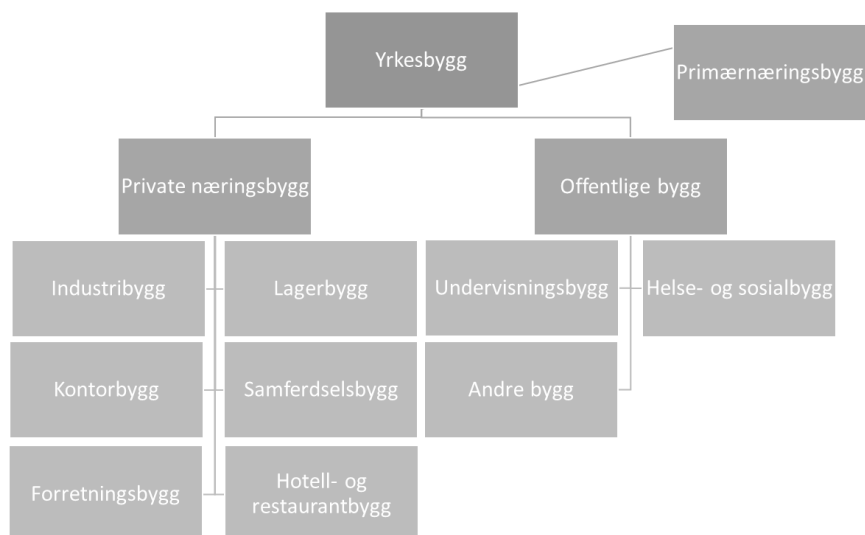 Yrkesbygg
Primærnæringsbygg
Private næringsbygg
Offentlige bygg
Industribygg
Lagerbygg
Undervisningsbygg
Helse- og sosialbygg
Kontorbygg
Samferdselsbygg
Andre bygg
Forretningsbygg
Hotell- og
restaurantbygg